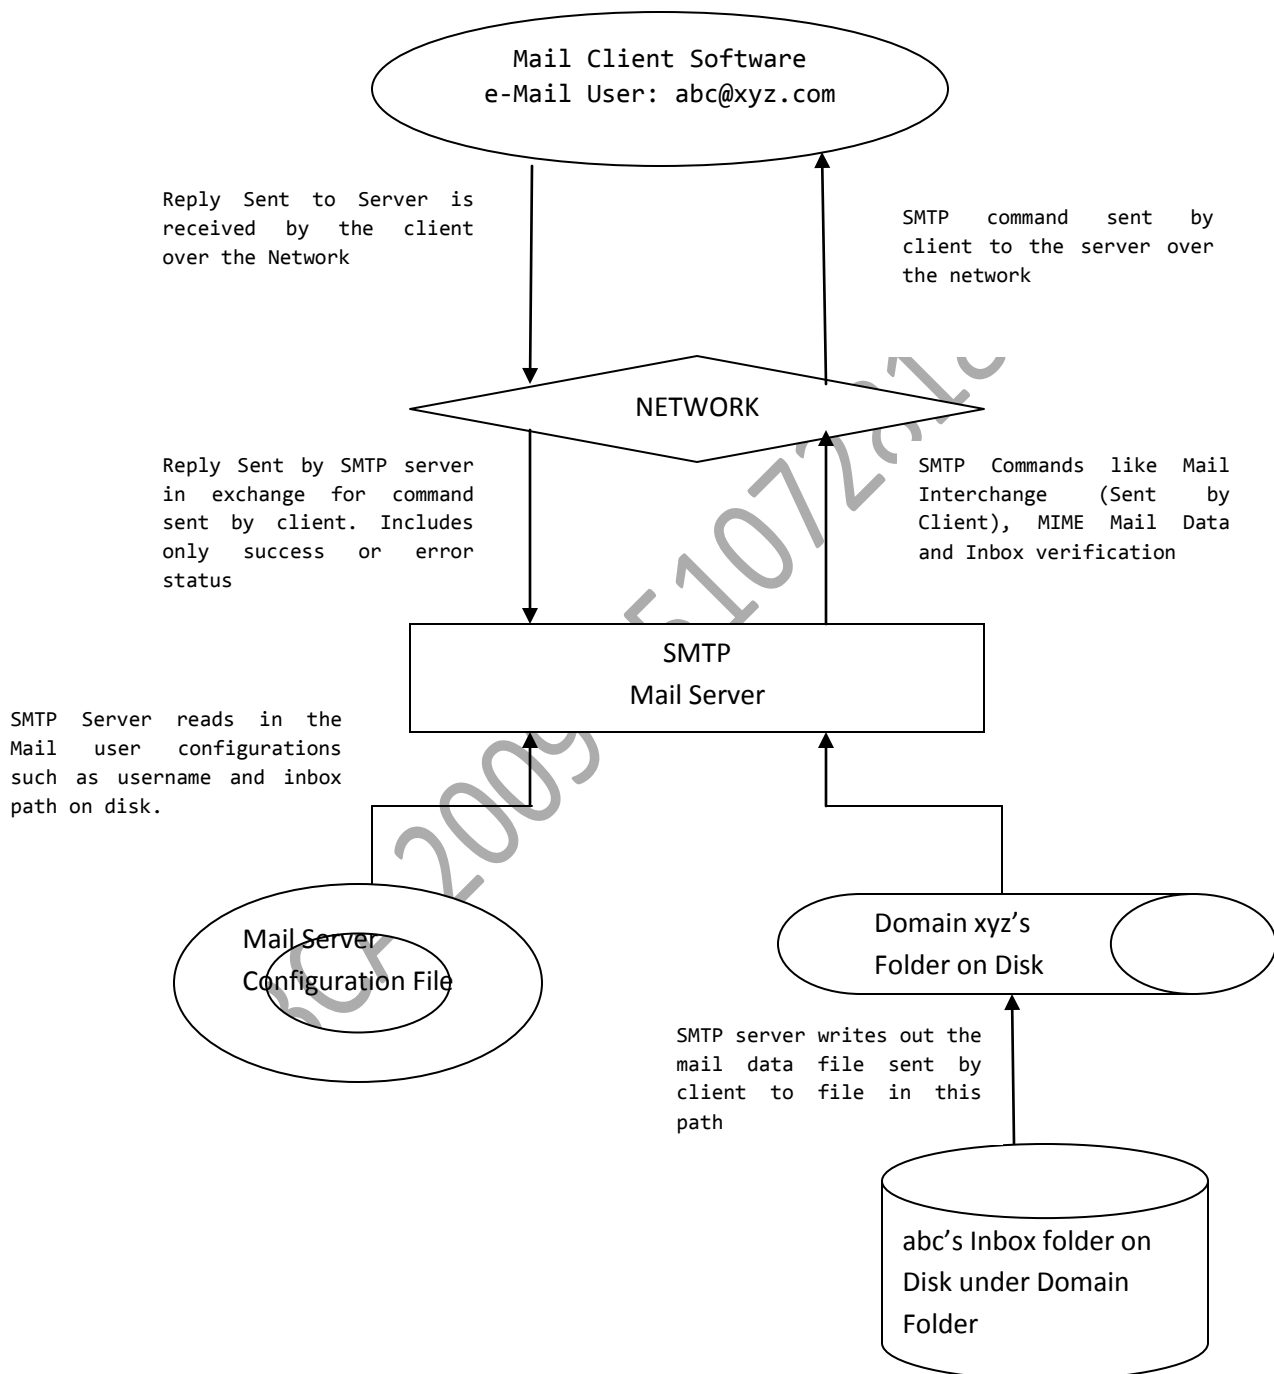 Mail Client Software
e-Mail User: abc@xyz.com
Reply Sent to Server is
received by the client
over the Network
SMTP command sent by
client to the server over
the network
NETWORK
Reply Sent by SMTP server
in exchange for command
sent by client. Includes
only success or error
status
SMTP Commands like Mail
Interchange (Sent by
Client), MIME Mail Data
and Inbox verification
SMTP
Mail Server
SMTP Server reads in the
Mail user configurations
such as username and inbox
path on disk.
Mail Server
Configuration File
Domain xyz's
Folder on Disk
SMTP server writes out the
mail data file sent by
client to file in this
path
abc's Inbox folder on
Disk under Domain
Folder